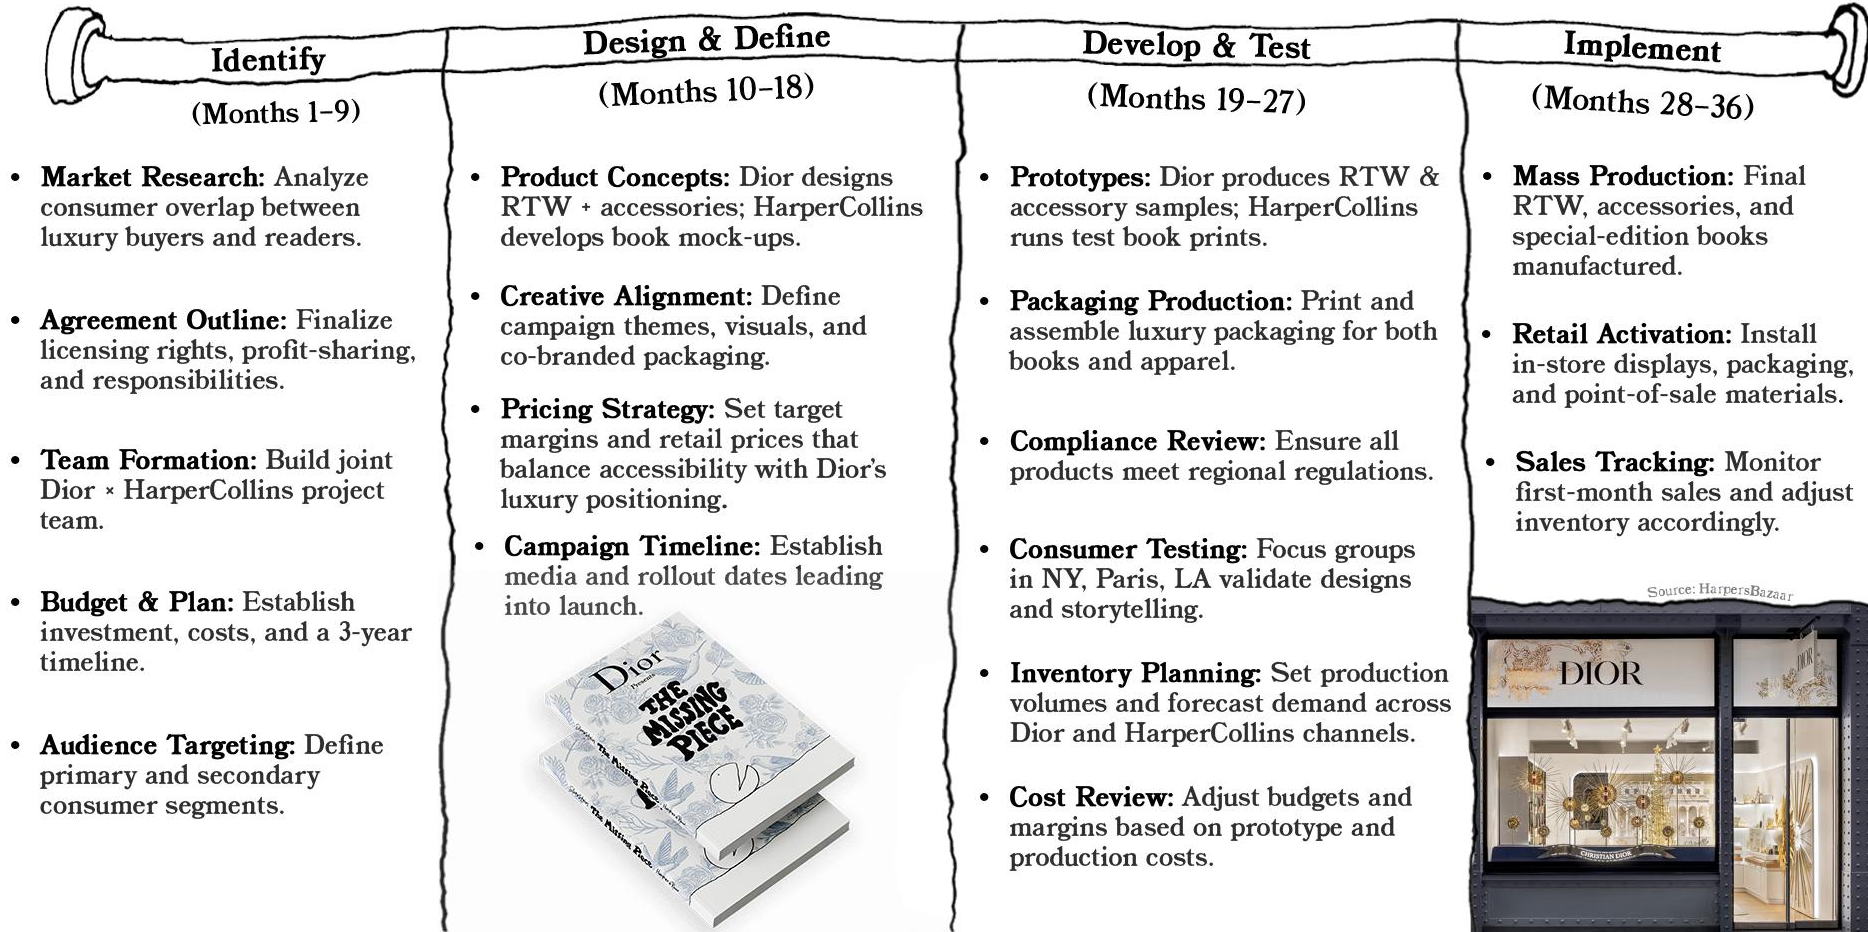 Identify
(Months 1–9)
• Market Research: Analyze
consumer overlap between
luxury buyers and readers.
• Agreement Outline: Finalize
licensing rights, profit-sharing,
and responsibilities.
• Team Formation: Build joint
Dior × HarperCollins project
team.
• Budget & Plan: Establish
investment, costs, and a 3-year
timeline.
• Audience Targeting: Define
primary and secondary
consumer segments.
Design & Define
(Months 10–18)
• Product Concepts: Dior designs
RTW + accessories; HarperCollins
develops book mock-ups.
• Creative Alignment: Define
campaign themes, visuals, and
co-branded packaging.
• Pricing Strategy: Set target
margins and retail prices that
balance accessibility with Dior's
luxury positioning.
• Campaign Timeline: Establish
media and rollout dates leading
into launch.
Dior
Presents
THE
MISSING
PIECE
The Missing Piece
The Missing Piece
Develop & Test
(Months 19–27)
• Prototypes: Dior produces RTW &
accessory samples; HarperCollins
runs test book prints.
• Packaging Production: Print and
assemble luxury packaging for both
books and apparel.
• Compliance Review: Ensure all
products meet regional regulations.
• Consumer Testing: Focus groups
in NY, Paris, LA validate designs
and storytelling.
• Inventory Planning: Set production
volumes and forecast demand across
Dior and HarperCollins channels.
• Cost Review: Adjust budgets and
margins based on prototype and
production costs.
Implement
(Months 28–36)
• Mass Production: Final
RTW, accessories, and
special-edition books
manufactured.
• Retail Activation: Install
in-store displays, packaging,
and point-of-sale materials.
• Sales Tracking: Monitor
first-month sales and adjust
inventory accordingly.
Source: HarpersBazaar
DIOR
DIOR
CHRISTIAN DIOR